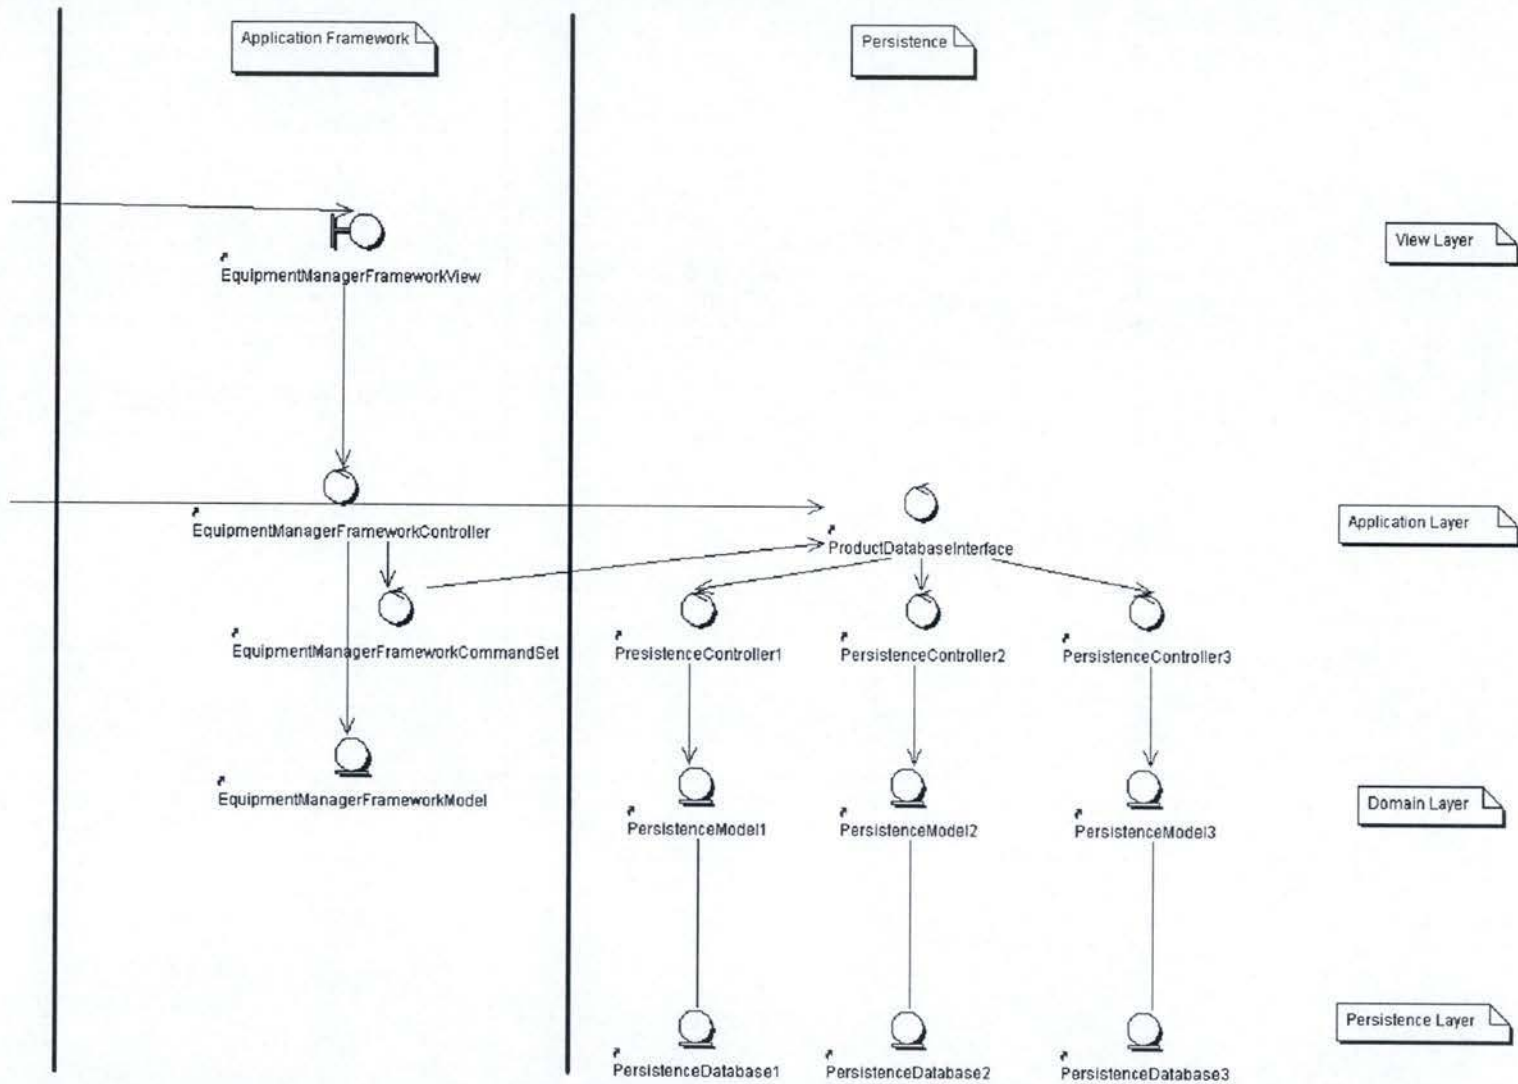 Application Framework
Persistence
View Layer
EquipmentManagerFrameworkView
Application Layer
EquipmentManagerFrameworkController
ProductDatabaseInterface
EquipmentManagerFrameworkCommandSet
PresistenceController1
PersistenceController2
PersistenceController3
EquipmentManagerFrameworkModel
Domain Layer
PersistenceModel1
PersistenceModel2
PersistenceModel3
Persistence Layer
PersistenceDatabase1
PersistenceDatabase2
PersistenceDatabase3